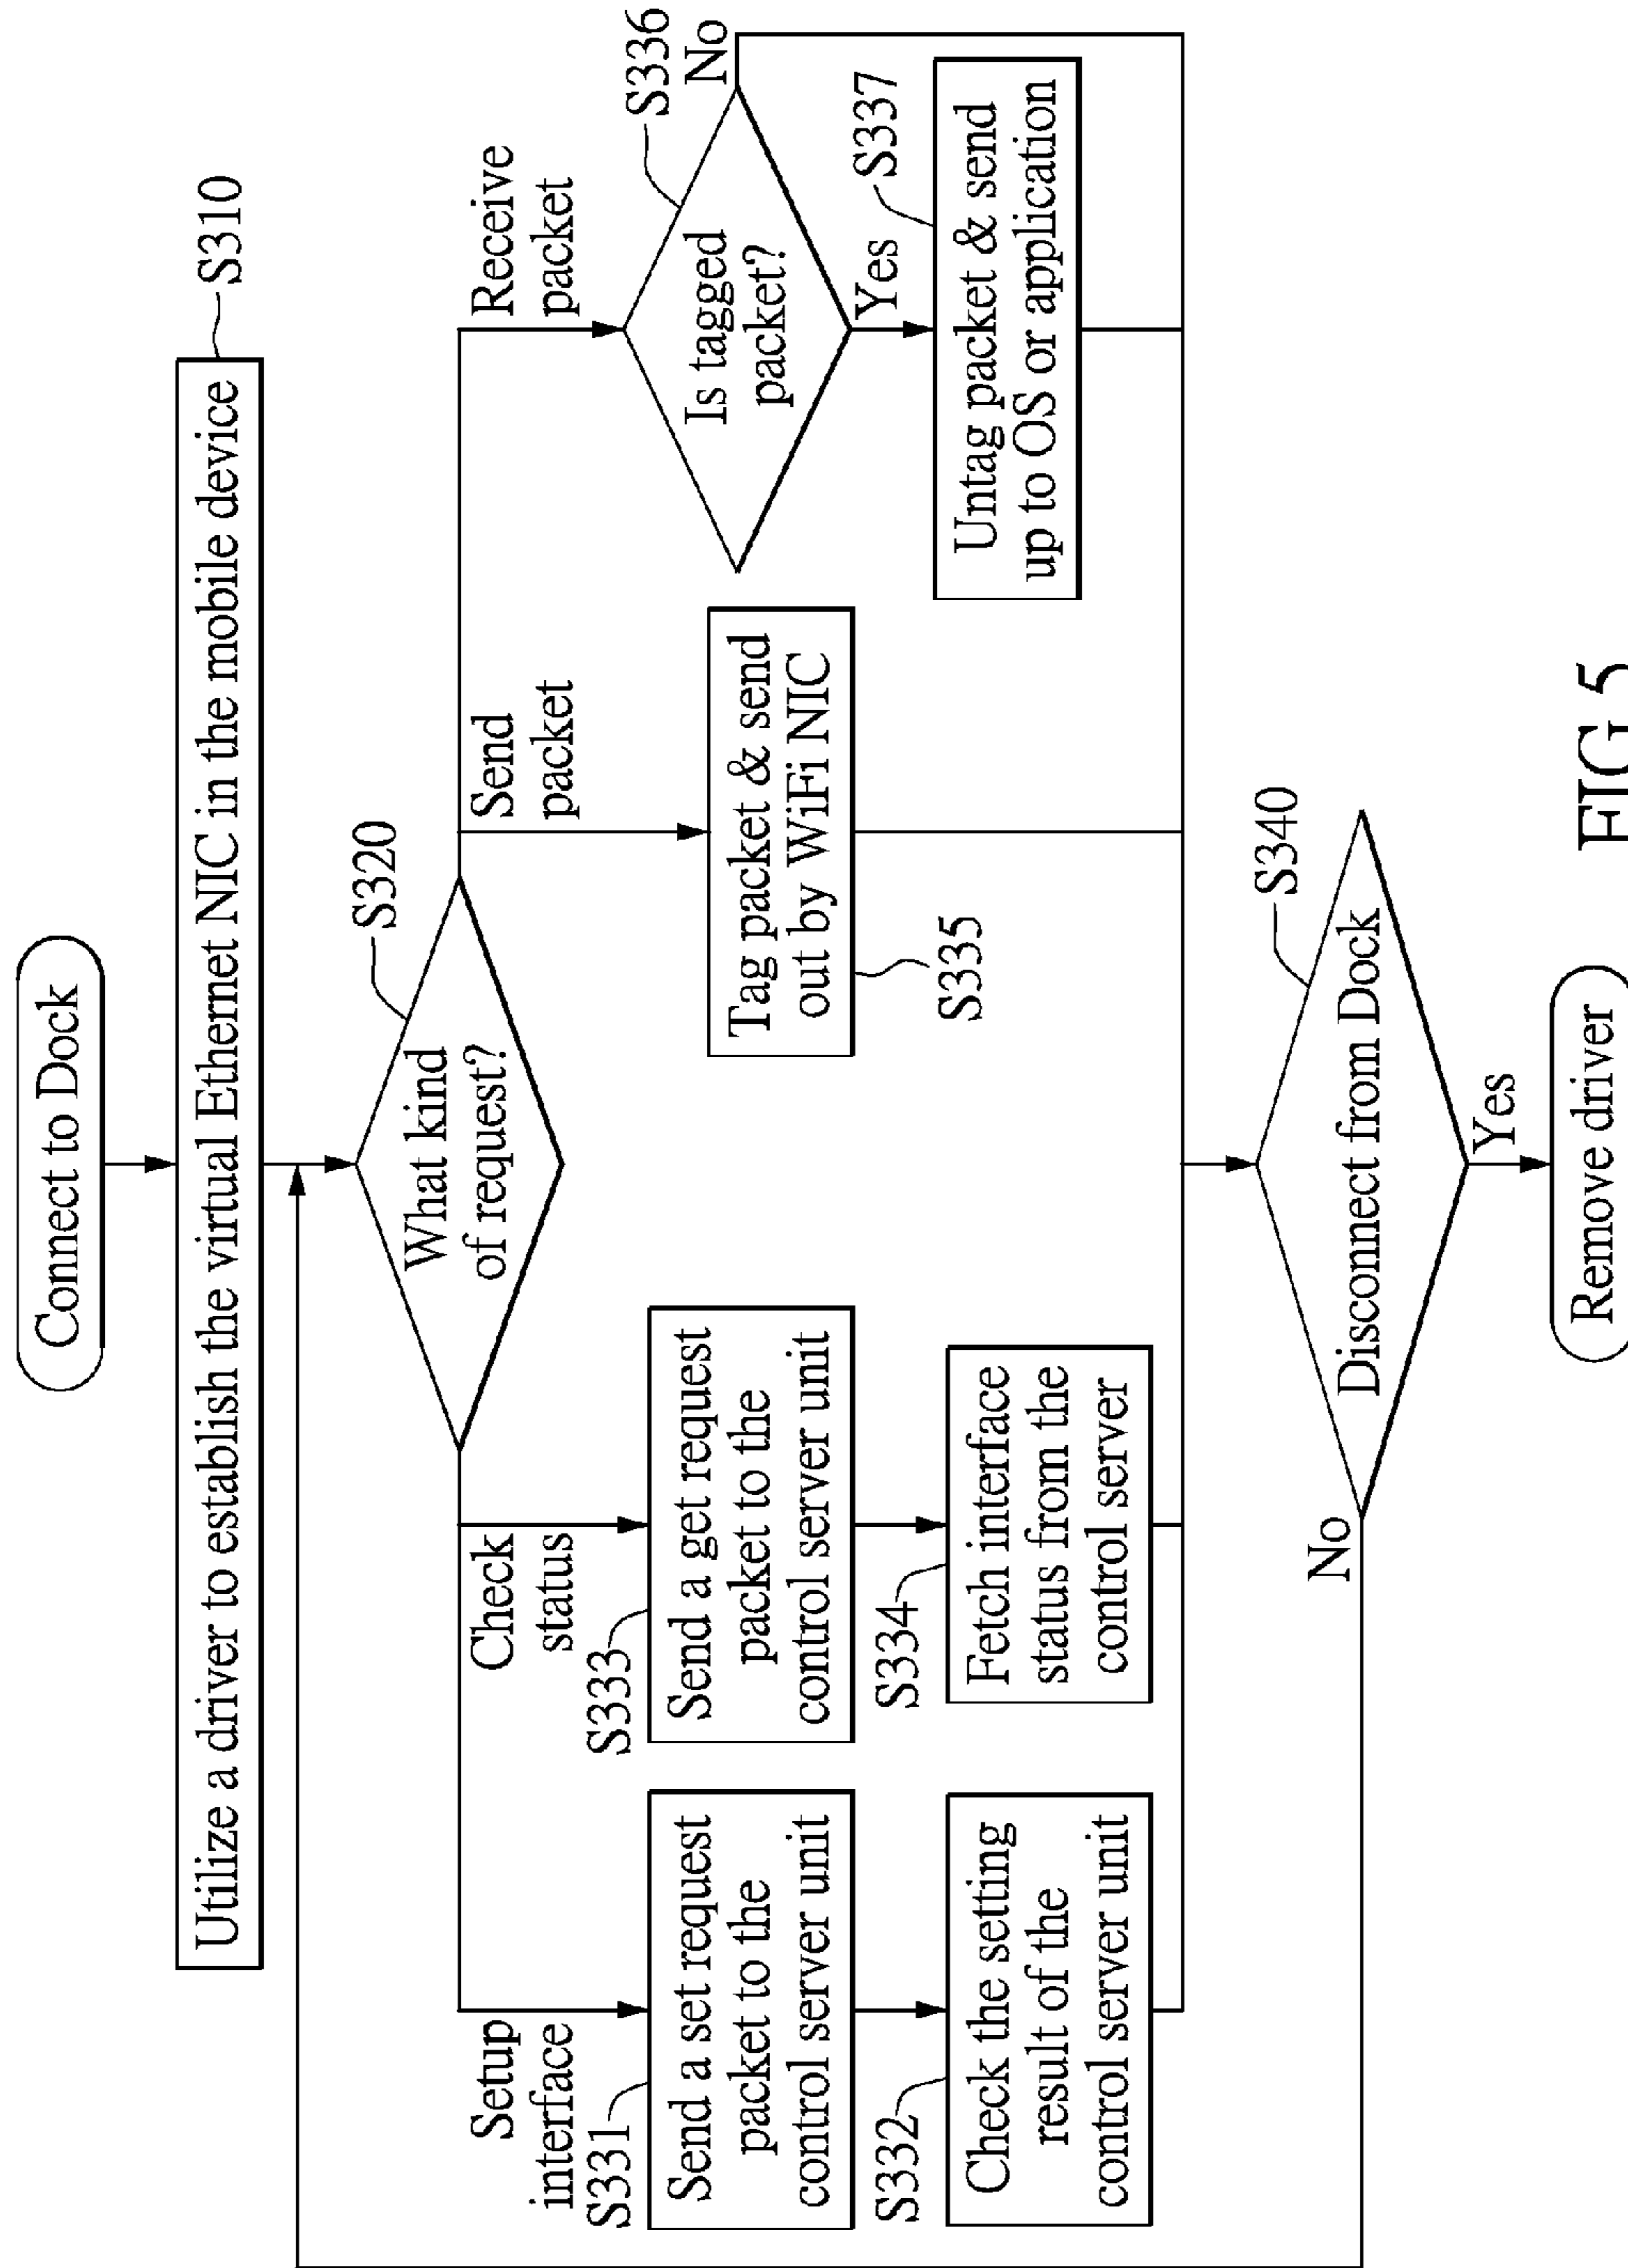 Connect to Dock
Utilize a driver to establish the virtual Ethernet NIC in the mobile device
S310
What kind
of request?
S320
Setup
interface
S331
Send a set request
packet to the
control server unit
S332
Check the setting
result of the
control server unit
Check
status
S333
Send a get request
packet to the
control server unit
S334
Fetch interface
status from the
control server
Send
packet
Tag packet & send
out by WiFi NIC
S335
Receive
packet
Is tagged
packet?
S336
No
Yes
S337
Untag packet & send
up to OS or application
Disconnect from Dock
S340
No
Yes
Remove driver
FIG 5